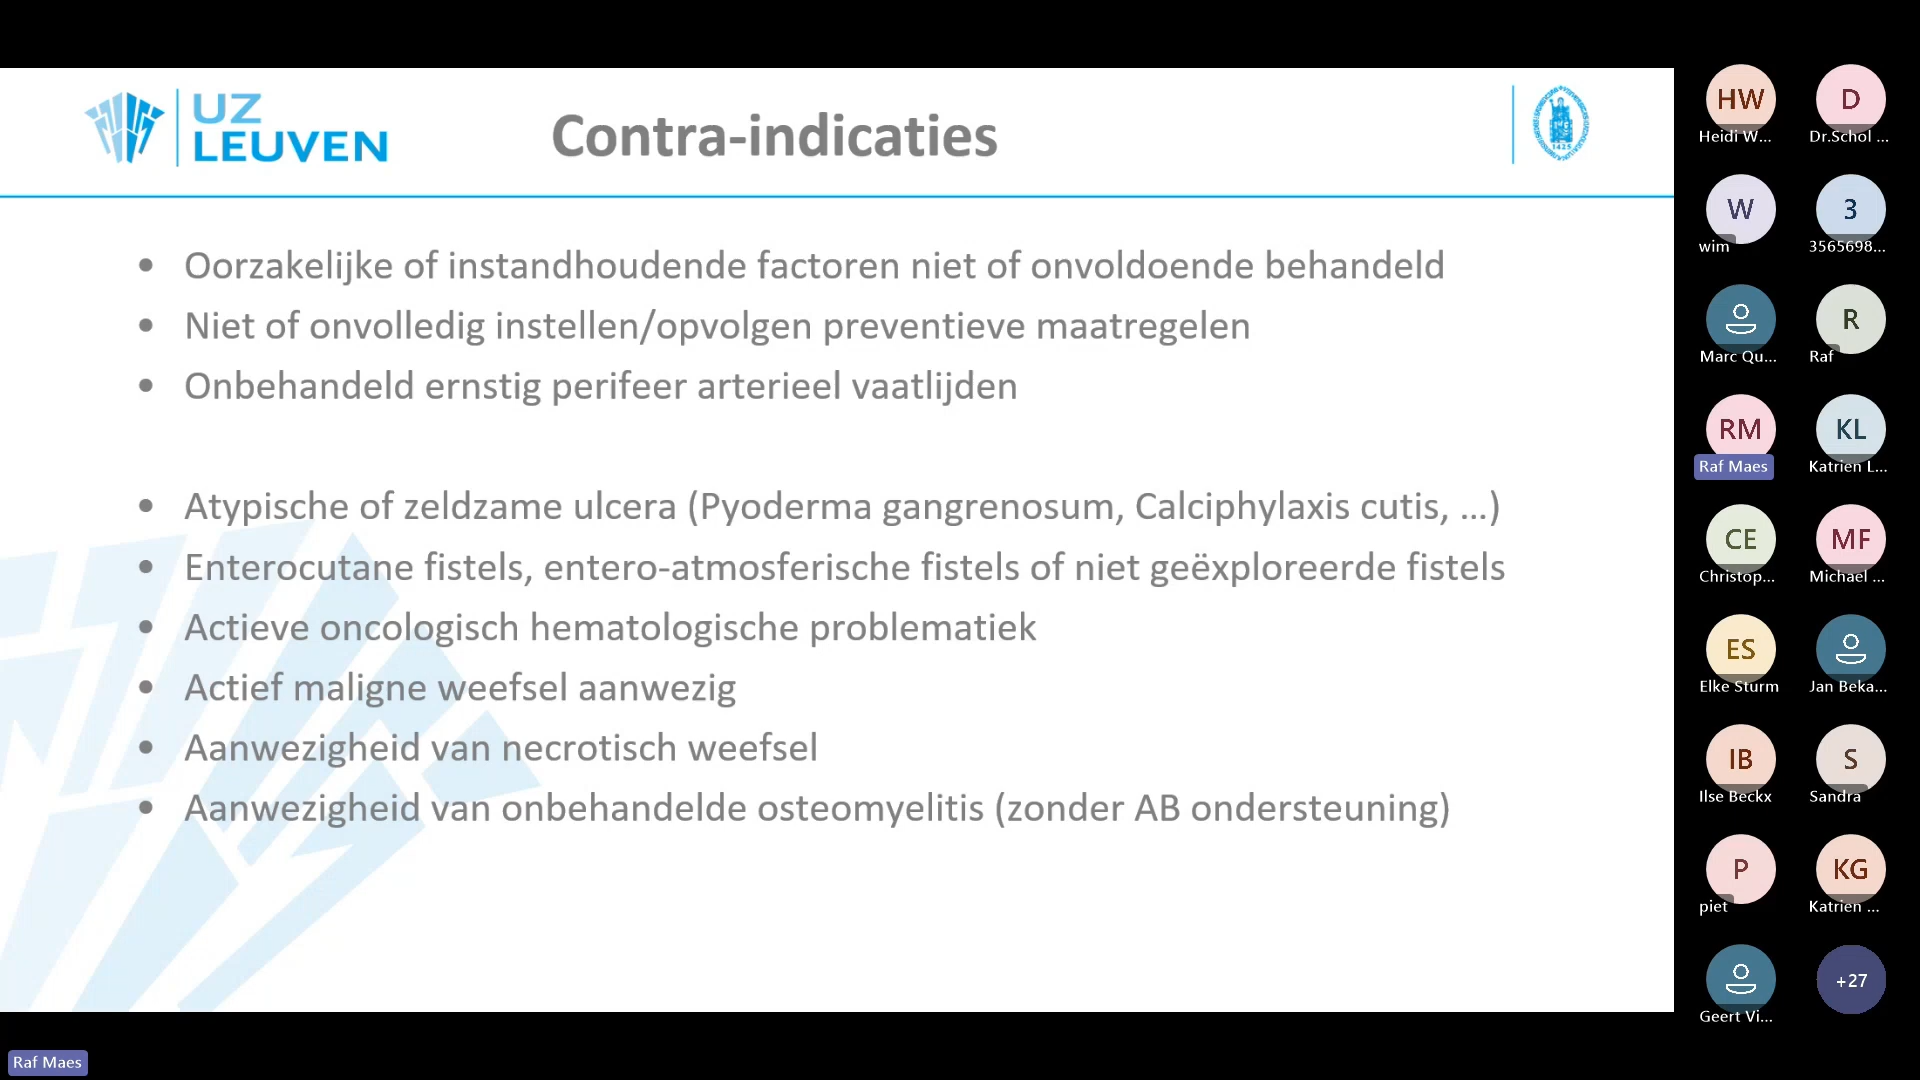 UZ
LEUVEN
Contra-indicaties
1425
• Oorzakelijke of instandhoudende factoren niet of onvoldoende behandeld
• Niet of onvolledig instellen/opvolgen preventieve maatregelen
• Onbehandeld ernstig perifeer arterieel vaatlijden
• Atypische of zeldzame ulcera (Pyoderma gangrenosum, Calciphylaxis cutis, ...)
• Enterocutane fistels, entero-atmosferische fistels of niet geëxploreerde fistels
• Actieve oncologisch hematologische problematiek
• Actief maligne weefsel aanwezig
• Aanwezigheid van necrotisch weefsel
• Aanwezigheid van onbehandelde osteomyelitis (zonder AB ondersteuning)
HW
Heidi W...
D
Dr.Schol ...
W
wim
3
3565698...
Marc Qu...
R
Raf
RM
Raf Maes
KL
Katrien L...
CE
Christop...
MF
Michael ...
ES
Elke Sturm
Jan Beka...
IB
Ilse Beckx
S
Sandra
P
piet
KG
Katrien ...
Geert Vi...
+27
Raf Maes